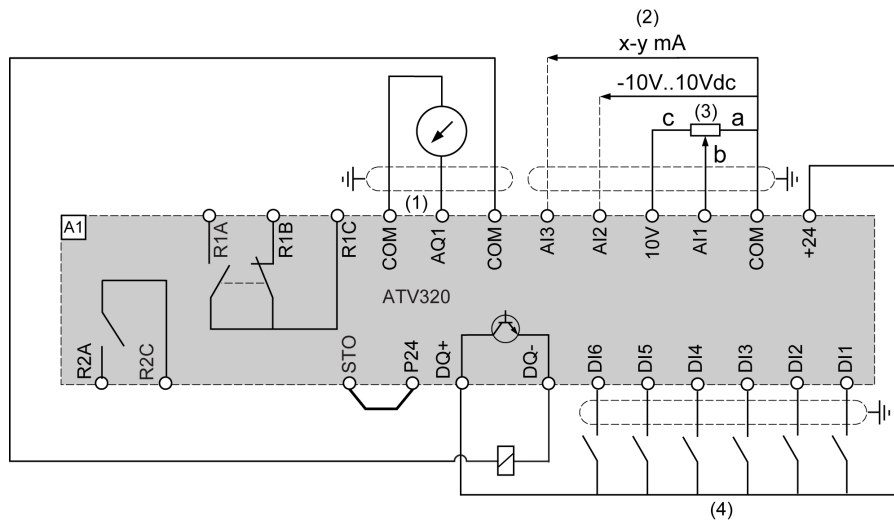 (2)
x-y mA
-10V..10Vdc
c (3) a
b
(1)
A1
R1A
R1B
R1C
COM
AQ1
COM
AI3
AI2
10V
AI1
COM
+24
ATV320
R2A
R2C
STO
P24
DQ+
DQ-
DI6
DI5
DI4
DI3
DI2
DI1
(4)